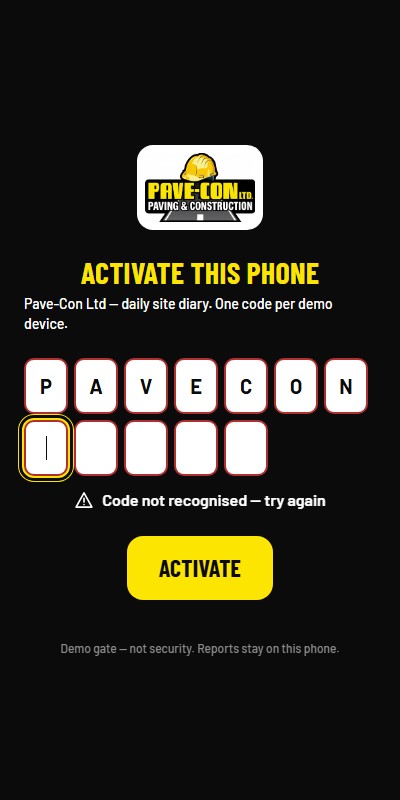 PAVE-CON LTD.
PAVING & CONSTRUCTION
ACTIVATE THIS PHONE
Pave-Con Ltd — daily site diary. One code per demo
device.
P A V E C O N
Code not recognised — try again
ACTIVATE
Demo gate — not security. Reports stay on this phone.